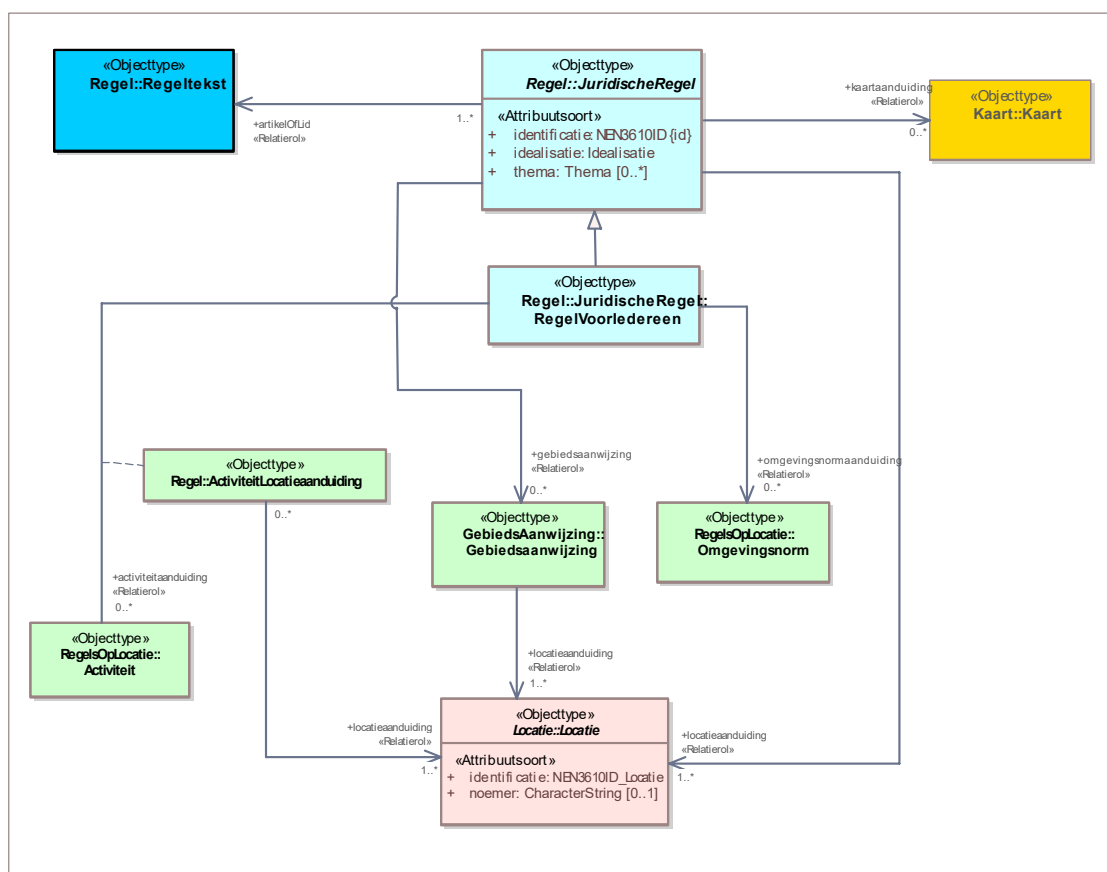 «Objecttype»
Regel::Regeltekst
+artikelOfLid
«Relatierol»
1..*
«Objecttype»
Regel::JuridischeRegel
«Attribuutsoort»
+ identificatie: NEN3610ID {id}
+ idealisatie: Idealisatie
+ thema: Thema [0..*]
+kaartaanduiding
«Relatierol»
0..*
«Objecttype»
Kaart::Kaart
«Objecttype»
Regel::JuridischeRegel::
RegelVoorIedereen
«Objecttype»
Regel::ActiviteitLocatieaanduiding
0..*
+gebiedsaanwijzing
«Relatierol»
0..*
+omgevingsnormaanduiding
«Relatierol»
0..*
«Objecttype»
GebiedsAanwijzing::
Gebiedsaanwijzing
«Objecttype»
RegelsOpLocatie::
Omgevingsnorm
+activiteitaanduiding
«Relatierol»
0..*
«Objecttype»
RegelsOpLocatie::
Activiteit
+locatieaanduiding
«Relatierol»
1..*
+locatieaanduiding
«Relatierol»
1..*
«Objecttype»
Locatie::Locatie
«Attribuutsoort»
+ identificatie: NEN3610ID_Locatie
+ noemer: CharacterString [0..1]
+locatieaanduiding
«Relatierol»
1..*